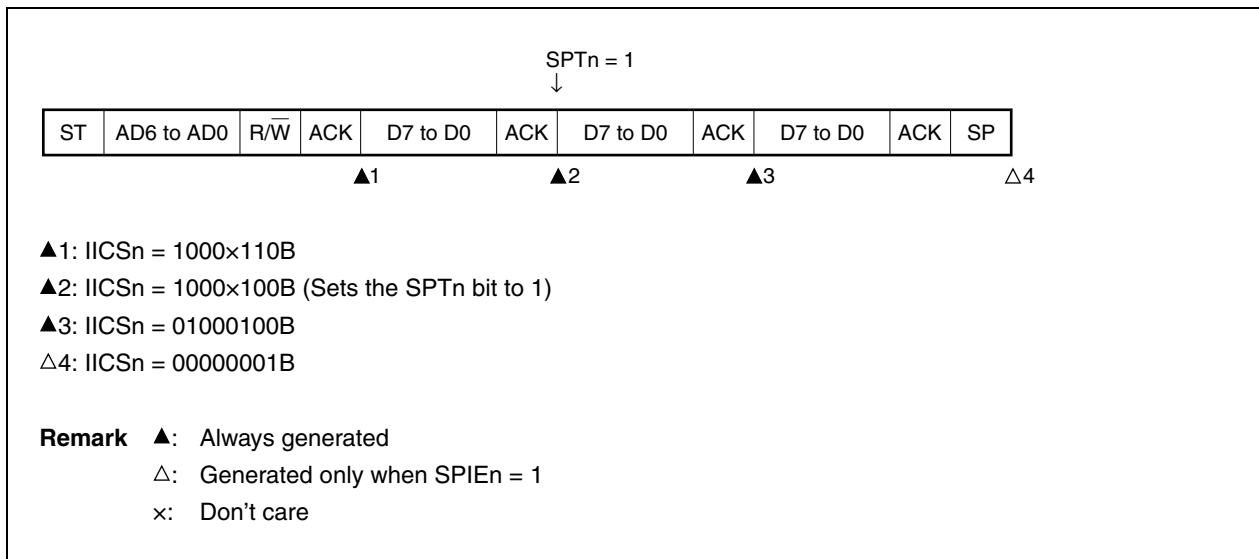 SPTn = 1
↓
ST AD6 to AD0 R/W̅ ACK D7 to D0 ACK D7 to D0 ACK D7 to D0 ACK SP
▲1 ▲2 ▲3 △4
▲1: IICSn = 1000×110B
▲2: IICSn = 1000×100B (Sets the SPTn bit to 1)
▲3: IICSn = 01000100B
△4: IICSn = 00000001B
Remark ▲: Always generated
△: Generated only when SPIEn = 1
×: Don't care